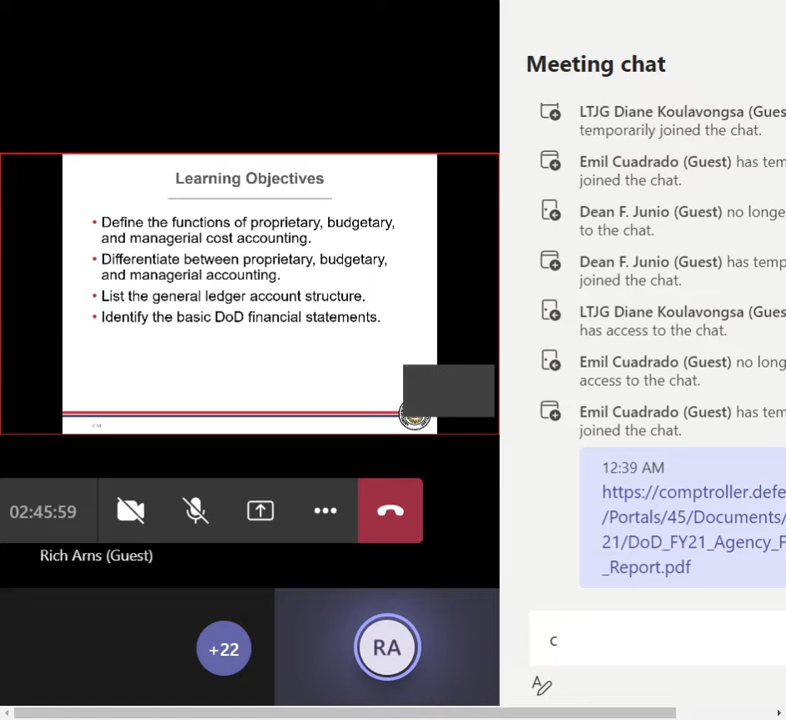 Learning Objectives
• Define the functions of proprietary, budgetary,
and managerial cost accounting.
• Differentiate between proprietary, budgetary,
and managerial accounting.
• List the general ledger account structure.
• Identify the basic DoD financial statements.
02:45:59
Rich Arns (Guest)
+22
RA
Meeting chat
LTJG Diane Koulavongsa (Gues
temporarily joined the chat.
Emil Cuadrado (Guest) has tem
joined the chat.
Dean F. Junio (Guest) no longe
to the chat.
Dean F. Junio (Guest) has temp
joined the chat.
LTJG Diane Koulavongsa (Gues
has access to the chat.
Emil Cuadrado (Guest) no lon
access to the chat.
Emil Cuadrado (Guest) has tem
joined the chat.
12:39 AM
https://comptroller.defe
/Portals/45/Documents/
21/DoD_FY21_Agency_F
_Report.pdf
c